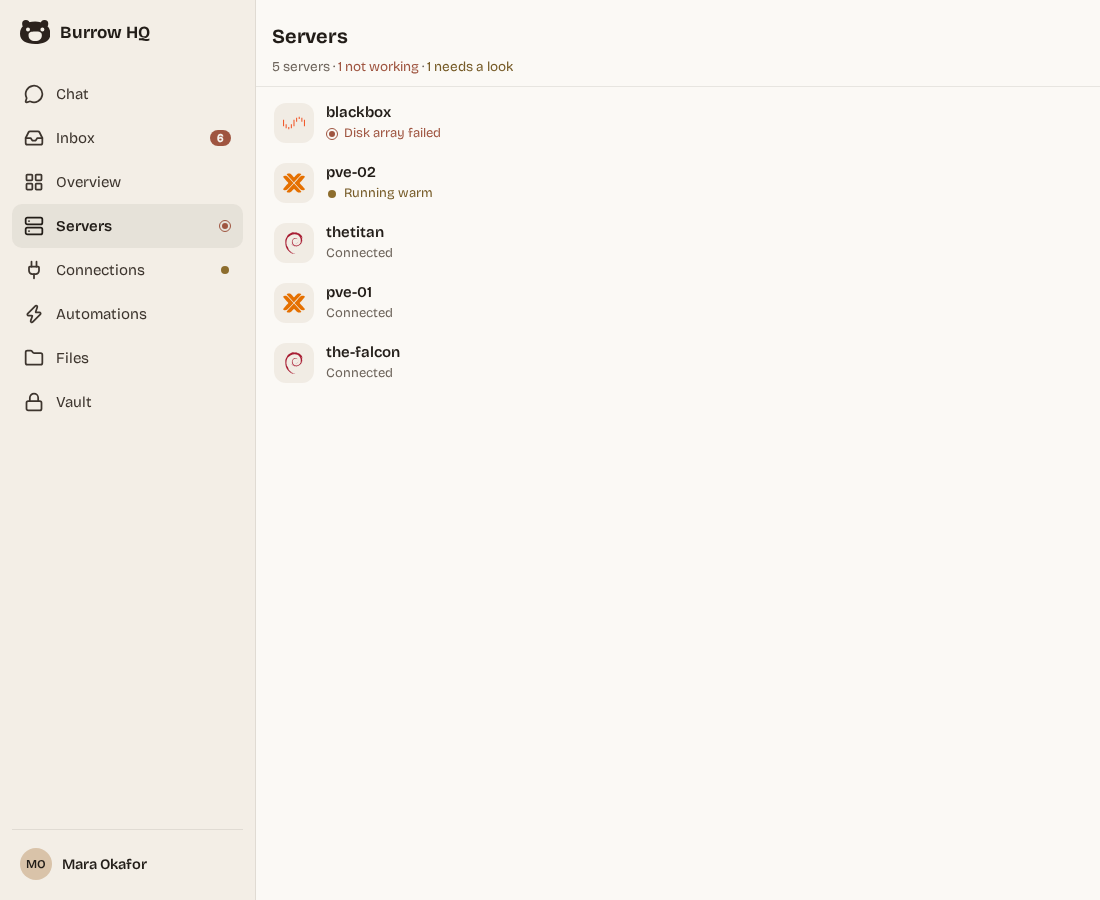 Burrow HQ
Chat
Inbox 6
Overview
Servers
Connections
Automations
Files
Vault
MO Mara Okafor
Servers
5 servers · 1 not working · 1 needs a look
blackbox
Disk array failed
pve-02
Running warm
thetitan
Connected
pve-01
Connected
the-falcon
Connected